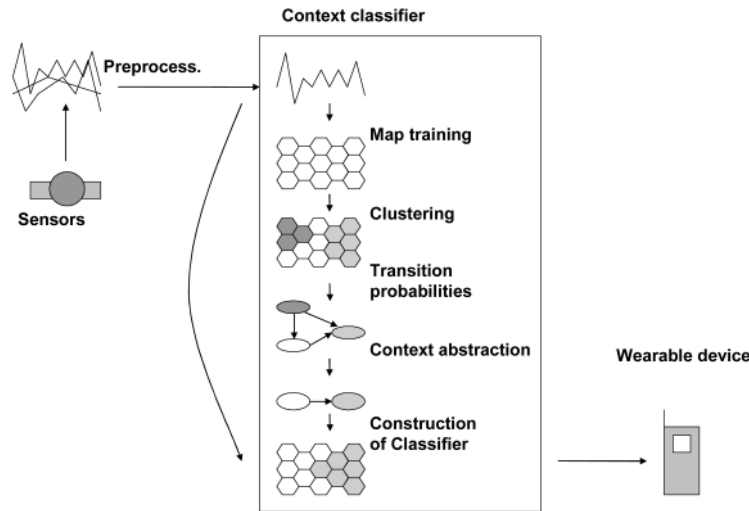 Context classifier
Preprocess.
Map training
Sensors
Clustering
Transition
probabilities
Context abstraction
Wearable device
Construction
of Classifier